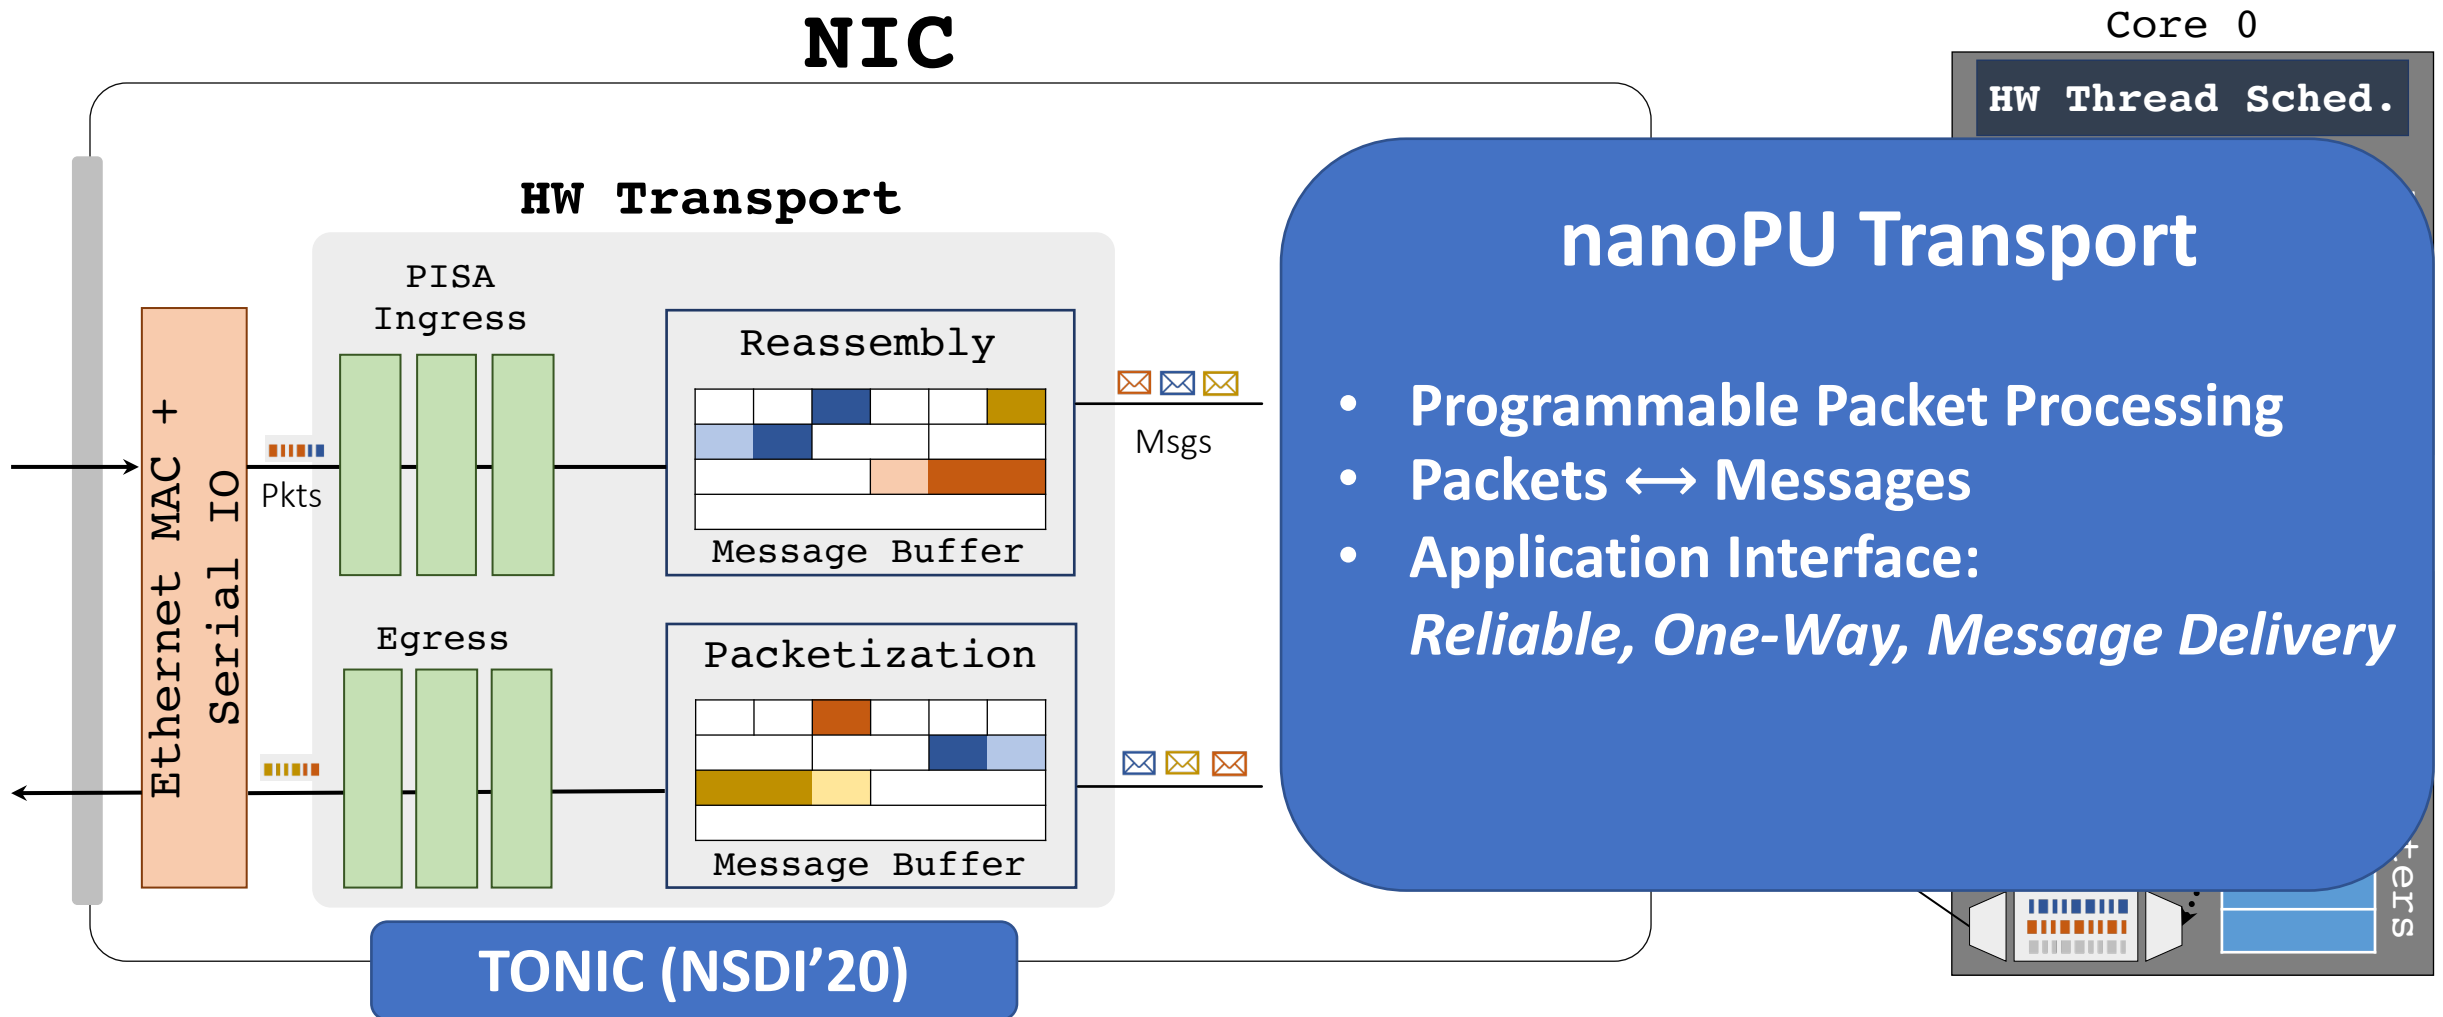 NIC
Core 0
HW Thread Sched.
HW Transport
PISA
Ingress
Reassembly
Message Buffer
Ethernet MAC +
Serial IO
Pkts
Msgs
Egress
Packetization
Message Buffer
TONIC (NSDI’20)
nanoPU Transport
• Programmable Packet Processing
• Packets ⟷ Messages
• Application Interface:
Reliable, One-Way, Message Delivery